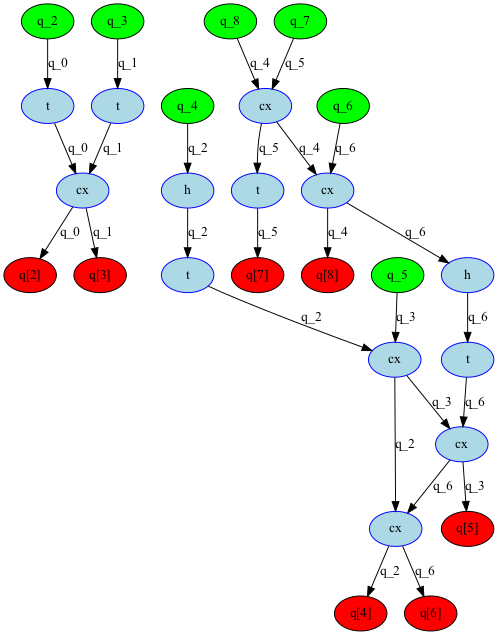 q_2 q_3 q_8 q_7
q_0 q_1 q_4 q_5
t t q_4 cx q_6
q_0 q_1 q_2 q_5 q_4 q_6
cx h t cx
q_0 q_1 q_2 q_5 q_4 q_6
q[2] q[3] t q[7] q[8] q_5 h
q_2 q_3 q_6
cx t
q_3 q_6
q_2 cx
q_6 q_3
cx q[5]
q_2 q_6
q[4] q[6]